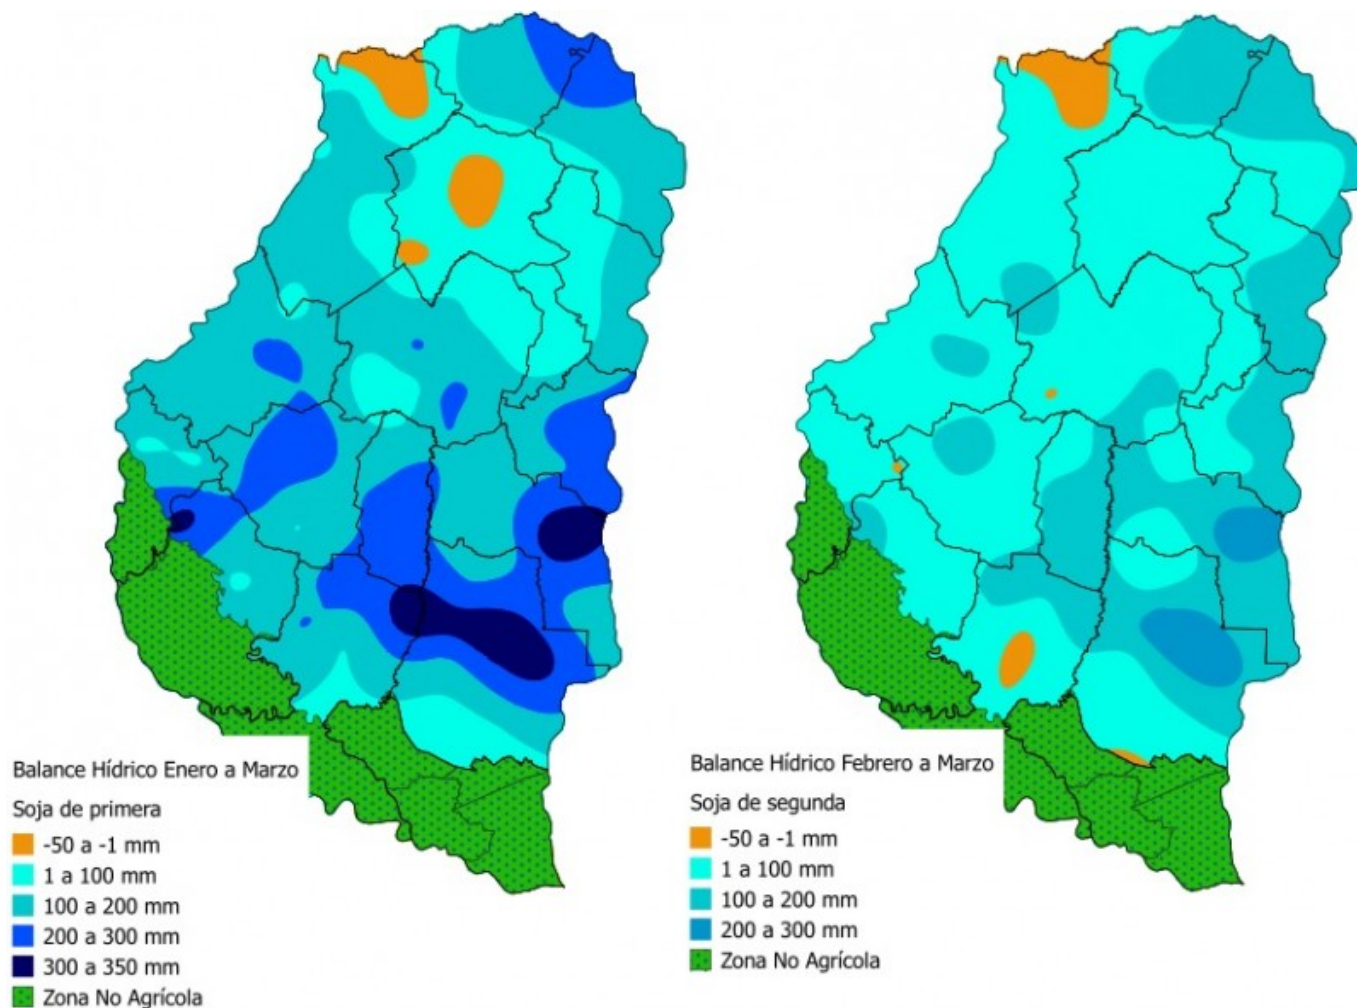 Balance Hídrico Enero a Marzo
Soja de primera
-50 a -1 mm
1 a 100 mm
100 a 200 mm
200 a 300 mm
300 a 350 mm
Zona No Agrícola
Balance Hídrico Febrero a Marzo
Soja de segunda
-50 a -1 mm
1 a 100 mm
100 a 200 mm
200 a 300 mm
Zona No Agrícola